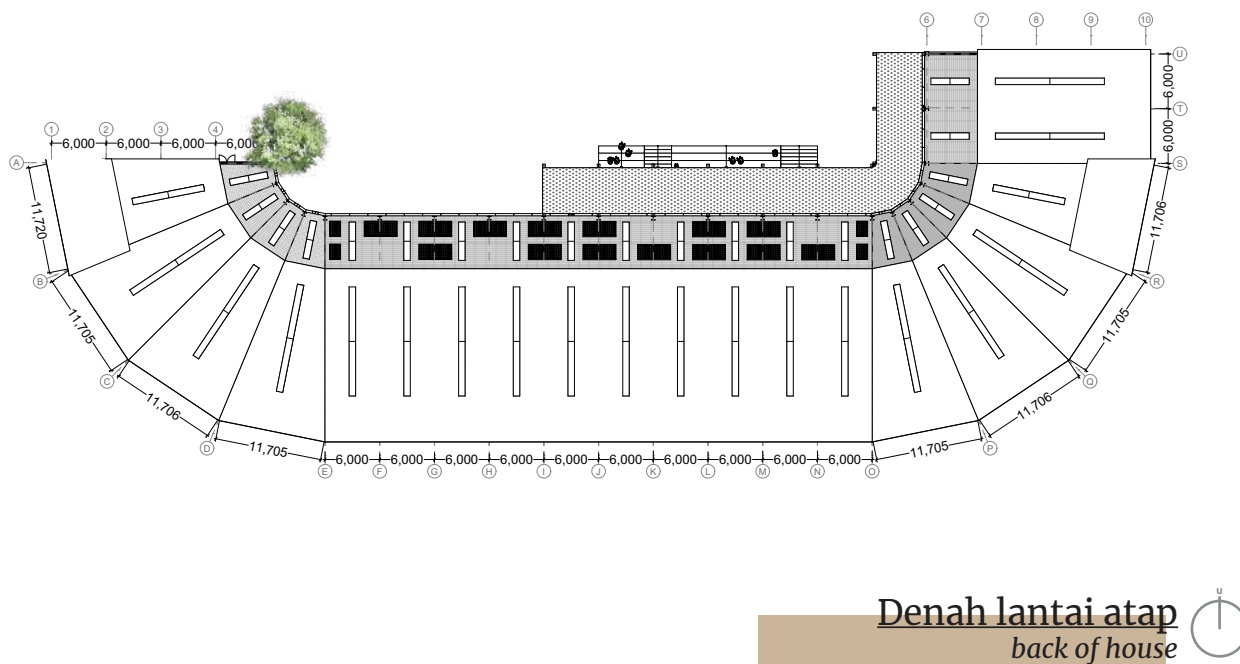 6 7 8 9 10
U
6,000
T
6,000
S
1 2 3 4
6,000 6,000 6,000 6,0
A
11,720
B
11,705
C
11,706
D
11,705
E F G H I J K L M N O
6,000 6,000 6,000 6,000 6,000 6,000 6,000 6,000 6,000 6,000
11,705
P
11,706
Q
11,705
R
11,706
U
Denah lantai atap
back of house